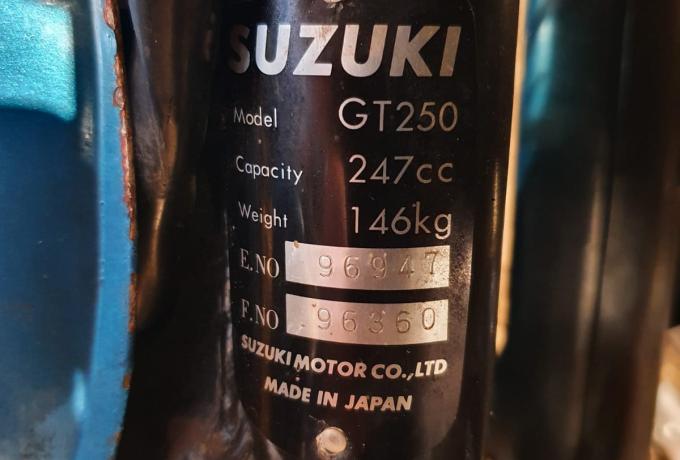 SUZUKI
Model GT250
Capacity 247cc
Weight 146kg
E.NO 96947
F.NO 96360
SUZUKI MOTOR CO.,LTD
MADE IN JAPAN